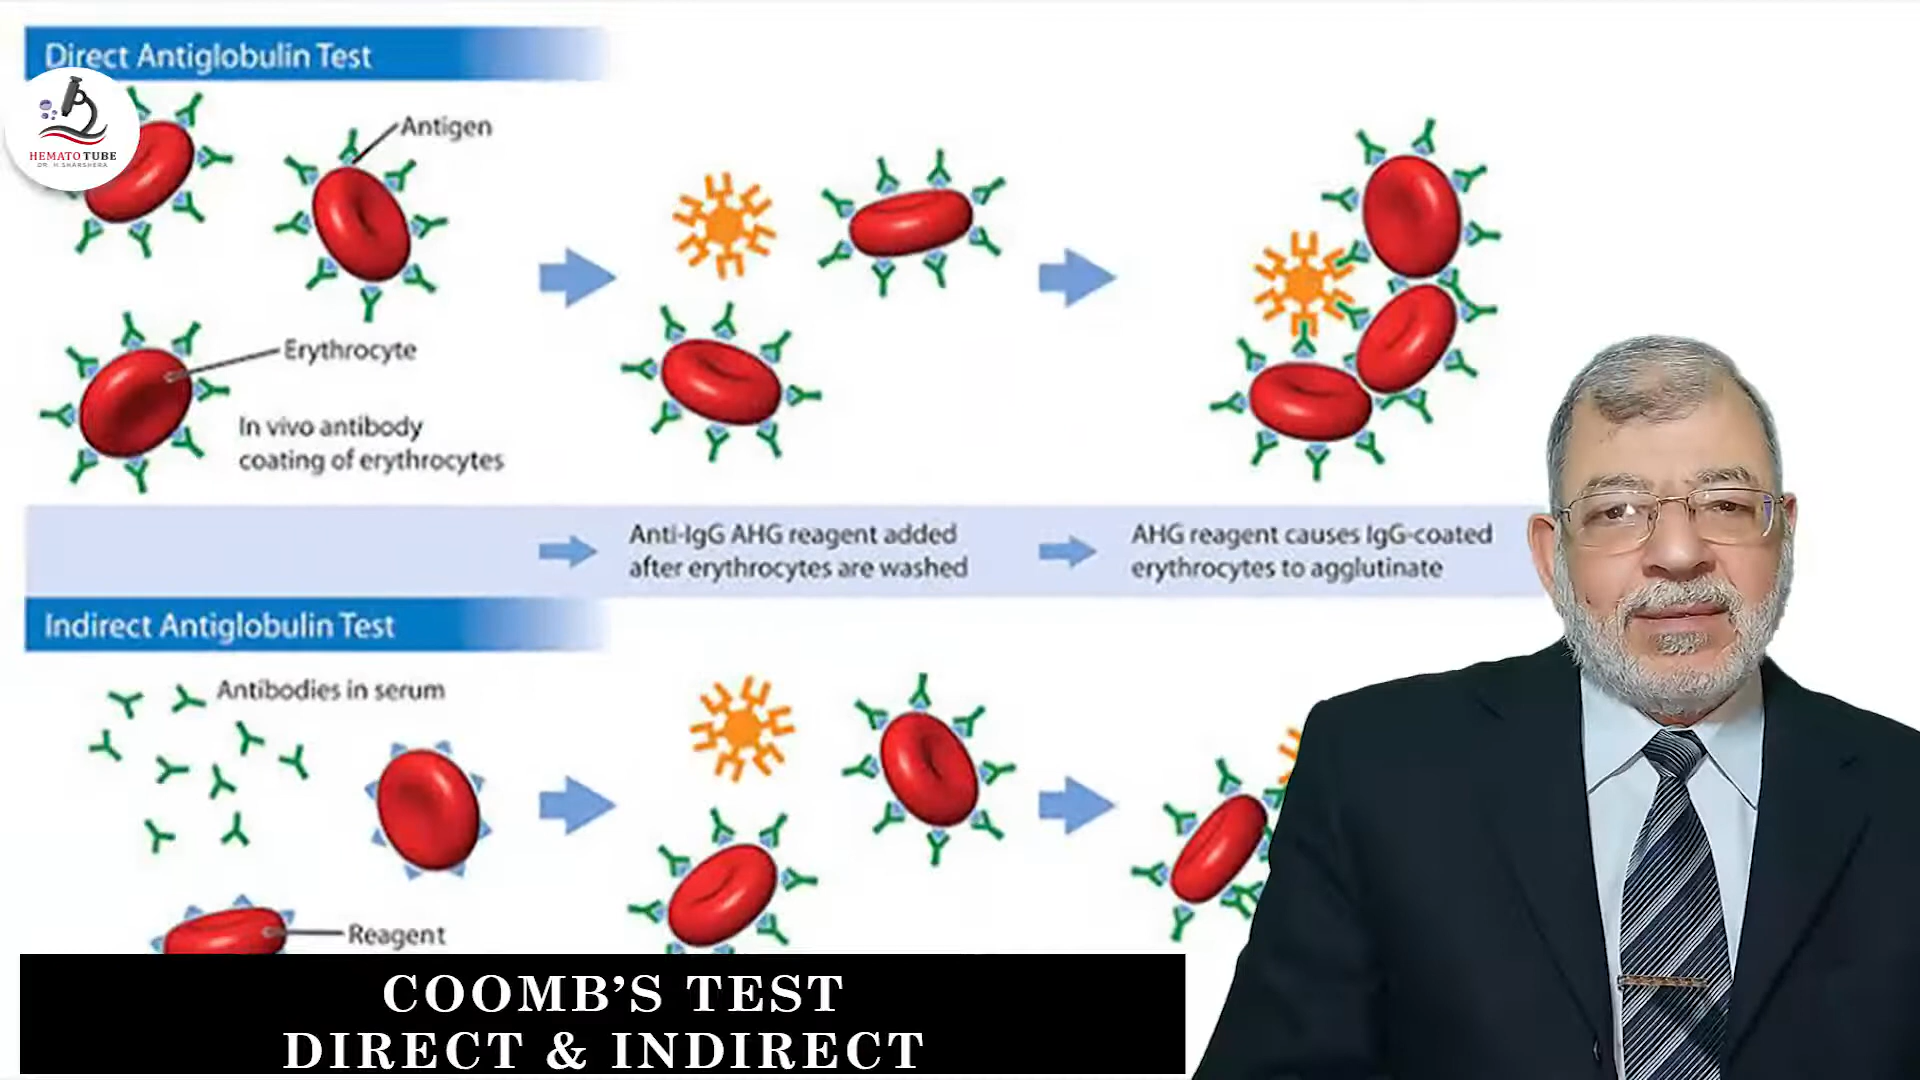 Direct Antiglobulin Test
HEMATO TUBE
DR. H.SHARSHERA
Antigen
Erythrocyte
In vivo antibody
coating of erythrocytes
Anti-IgG AHG reagent added
after erythrocytes are washed
AHG reagent causes IgG-coated
erythrocytes to agglutinate
Indirect Antiglobulin Test
Antibodies in serum
Reagent
COOMB’S TEST
DIRECT & INDIRECT